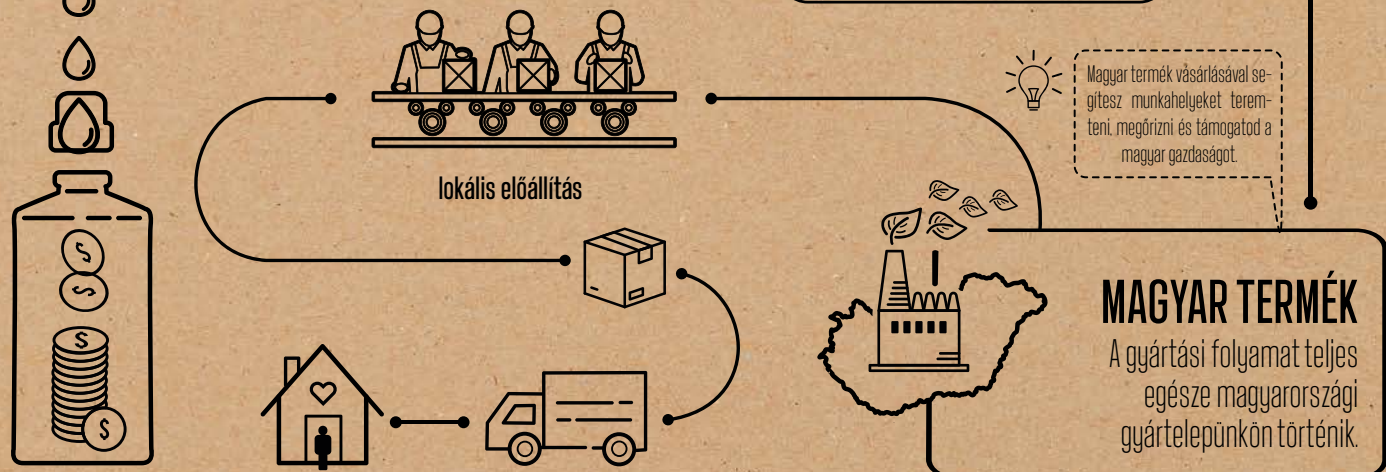 Magyar termék vásárlásával se-
gítesz munkahelyeket terem-
teni, megőrizni és támogatod a
magyar gazdaságot.
lokális előállítás
MAGYAR TERMÉK
A gyártási folyamat teljes
egésze magyarországi
gyártelepünkön történik.
$
$
$
$